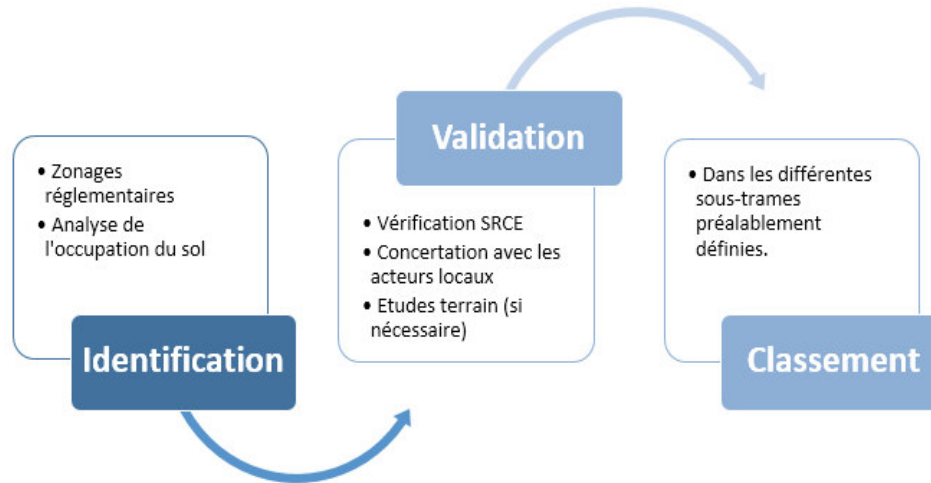 • Zonages
réglementaires
• Analyse de
l'occupation du sol
Identification
Validation
• Vérification SRCE
• Concertation avec les
acteurs locaux
• Etudes terrain (si
nécessaire)
• Dans les différentes
sous-trames
préalablement
définies.
Classement